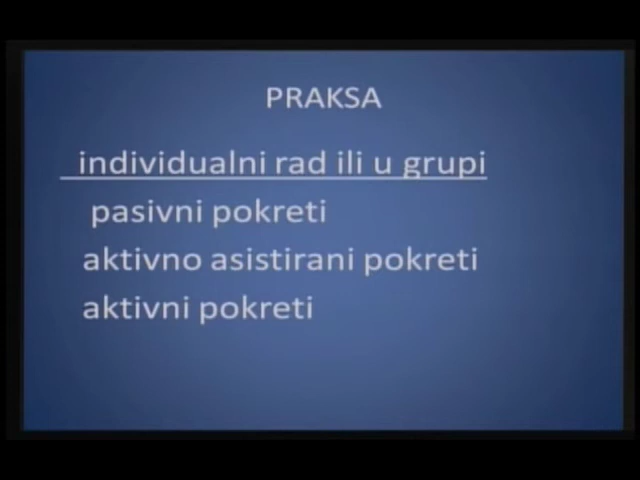 PRAKSA
individualni rad ili u grupi
pasivni pokreti
aktivno asistirani pokreti
aktivni pokreti